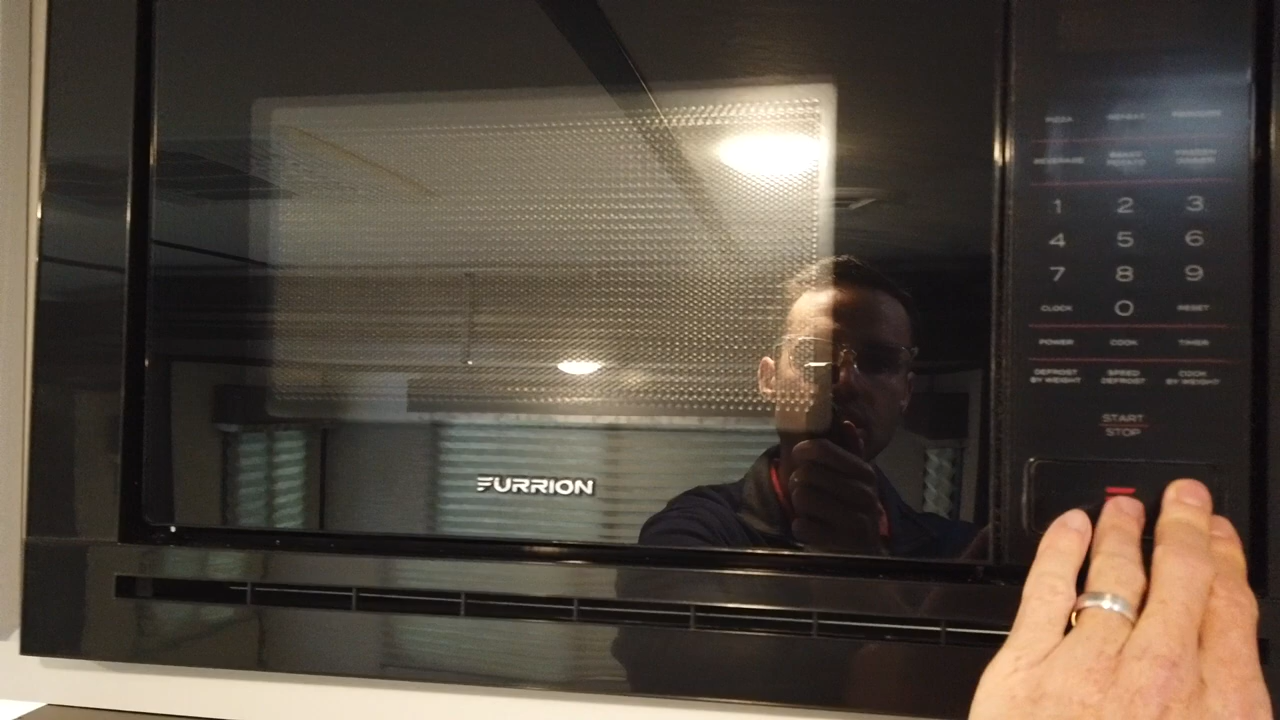 PIZZA REHEAT POPCORN
BEVERAGE BAKED POTATO FROZEN DINNER
1 2 3
4 5 6
7 8 9
CLOCK 0 RESET
POWER COOK TIMER
DEFROST BY WEIGHT SPEED DEFROST COOK BY WEIGHT
START
STOP
FURRION